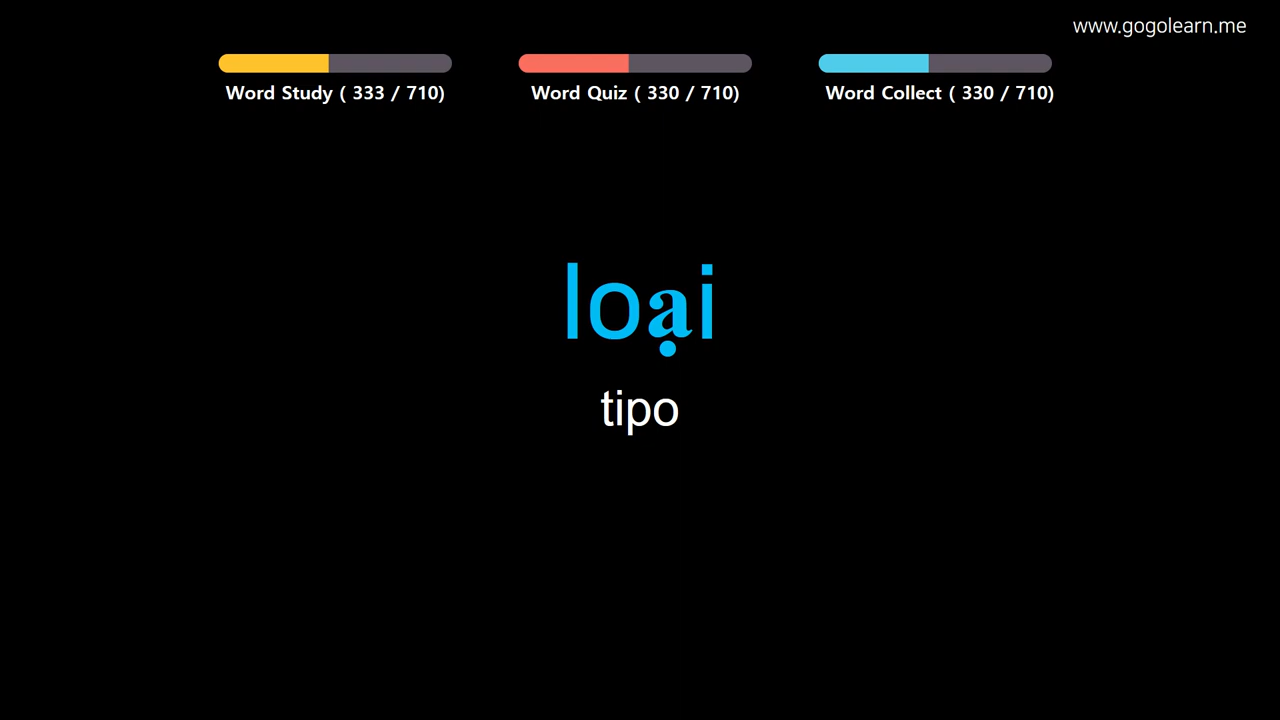 www.gogolearn.me
Word Study ( 333 / 710)
Word Quiz ( 330 / 710)
Word Collect ( 330 / 710)
loại
tipo